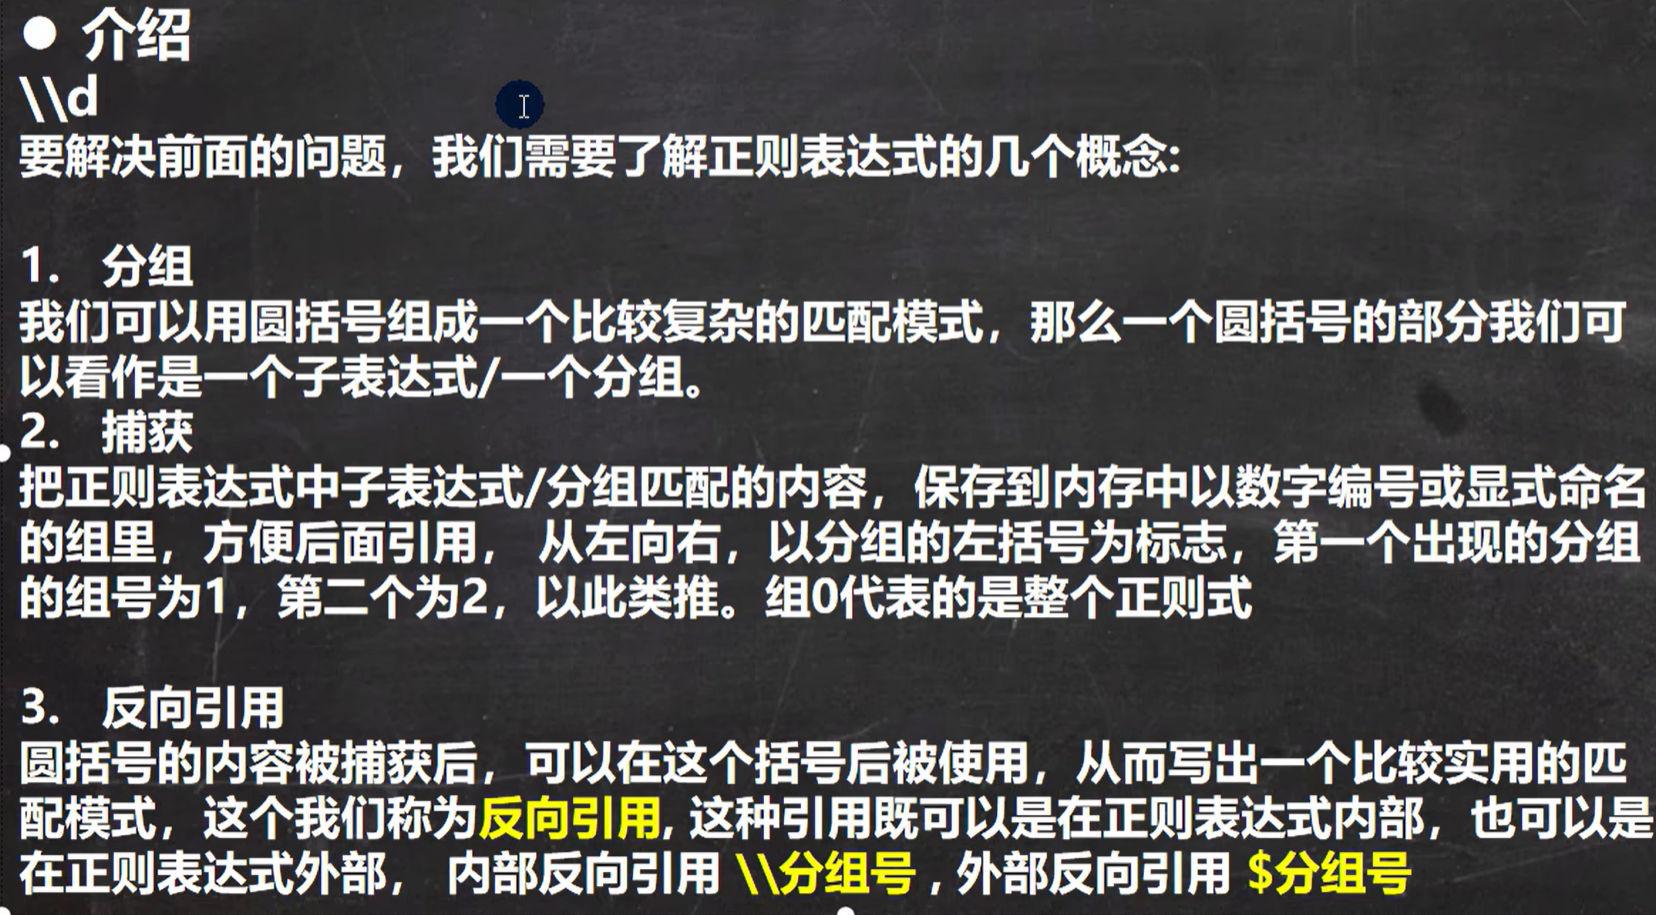 ● 介绍
\\d
要解决前面的问题，我们需要了解正则表达式的几个概念:
1. 分组
我们可以用圆括号组成一个比较复杂的匹配模式，那么一个圆括号的部分我们可
以看作是一个子表达式/一个分组。
2. 捕获
把正则表达式中子表达式/分组匹配的内容，保存到内存中以数字编号或显式命名
的组里，方便后面引用， 从左向右，以分组的左括号为标志，第一个出现的分组
的组号为1，第二个为2，以此类推。组0代表的是整个正则式
3. 反向引用
圆括号的内容被捕获后，可以在这个括号后被使用，从而写出一个比较实用的匹
配模式，这个我们称为反向引用, 这种引用既可以是在正则表达式内部，也可以是
在正则表达式外部， 内部反向引用 \\分组号 , 外部反向引用 $分组号